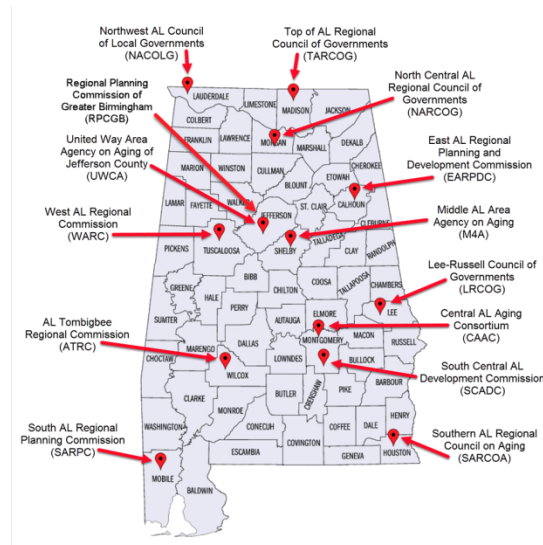 Northwest AL Council
of Local Governments
(NACOLG)
Top of AL Regional
Council of Governments
(TARCOG)
North Central AL
Regional Council of
Governments
(NARCOG)
Regional Planning
Commission of
Greater Birmingham
(RPCGB)
United Way Area
Agency on Aging of
Jefferson County
(UWCA)
East AL Regional
Planning and
Development Commission
(EARPDC)
West AL Regional
Commission
(WARC)
Middle AL Area
Agency on Aging
(M4A)
Lee-Russell Council of
Governments
(LRCOG)
Central AL Aging
Consortium
(CAAC)
AL Tombigbee
Regional Commission
(ATRC)
South Central AL
Development Commission
(SCADC)
South AL Regional
Planning Commission
(SARPC)
Southern AL Regional
Council on Aging
(SARCOA)
LAUDERDALE
LIMESTONE
MADISON
JACKSON
COLBERT
FRANKLIN
LAWRENCE
MORGAN
MARSHALL
DEKALB
MARION
WINSTON
CULLMAN
CHEROKEE
ETOWAH
BLOUNT
LAMAR
FAYETTE
WALKER
JEFFERSON
ST. CLAIR
CALHOUN
CLEBURNE
PICKENS
TUSCALOOSA
SHELBY
TALLADEGA
CLAY
RANDOLPH
BIBB
GREENE
HALE
PERRY
CHILTON
COOSA
TALLAPOOSA
CHAMBERS
LEE
SUMTER
AUTAUGA
ELMORE
MACON
RUSSELL
MONTGOMERY
DALLAS
MARENGO
CHOCTAW
WILCOX
LOWNDES
BULLOCK
BARBOUR
CLARKE
BUTLER
CRENSHAW
PIKE
MONROE
HENRY
WASHINGTON
CONECUH
COFFEE
DALE
COVINGTON
ESCAMBIA
GENEVA
HOUSTON
MOBILE
BALDWIN